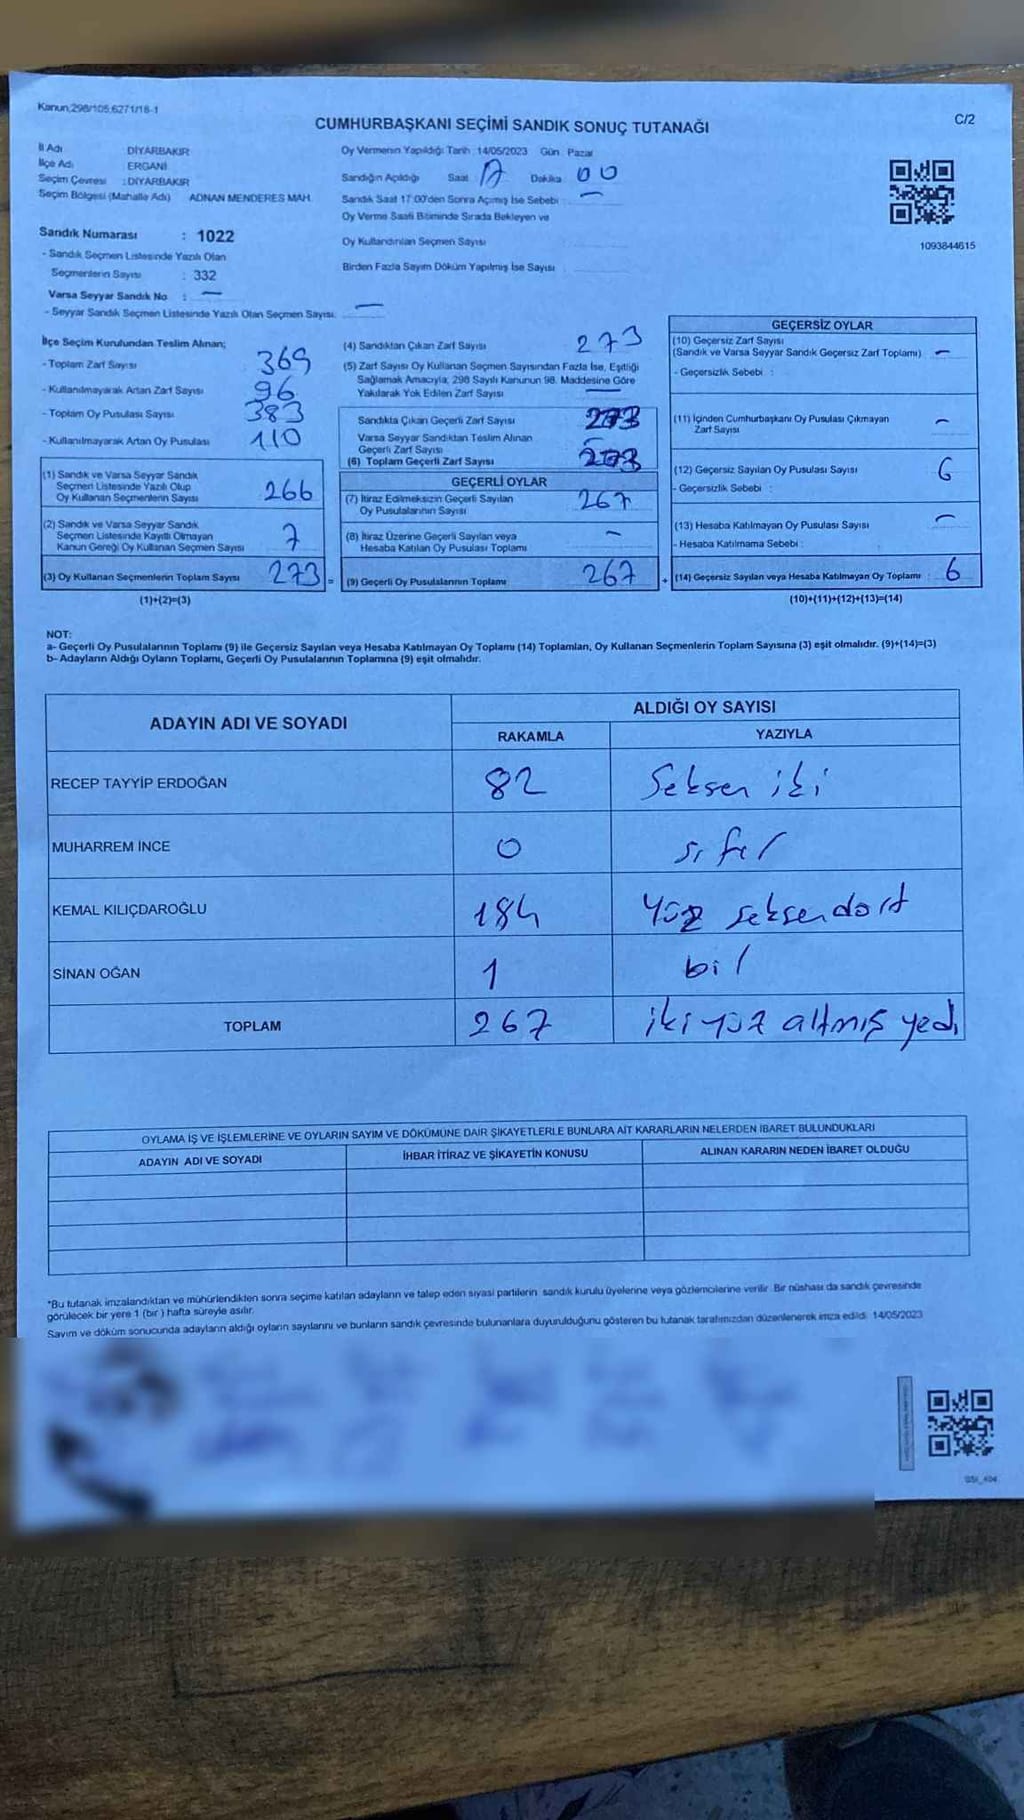 Kanun:298/105;6271/18-1
C/2
CUMHURBAŞKANI SEÇİMİ SANDIK SONUÇ TUTANAĞI
İl Adı DİYARBAKIR
İlçe Adı ERGANİ
Seçim Çevresi : DİYARBAKIR
Seçim Bölgesi (Mahalle Adı) ADNAN MENDERES MAH.
Sandık Numarası : 1022
- Sandık Seçmen Listesinde Yazılı Olan
Seçmenlerin Sayısı : 332
Varsa Seyyar Sandık No : —
- Seyyar Sandık Seçmen Listesinde Yazılı Olan Seçmen Sayısı: —
Oy Vermenin Yapıldığı Tarih : 14/05/2023 Gün : Pazar
Sandığın Açıldığı Saat 17 Dakika : 00
Sandık Saat 17:00'den Sonra Açımış İse Sebebi : —
Oy Verme Saati Bitiminde Sırada Bekleyen ve
Oy Kullandırılan Seçmen Sayısı
Birden Fazla Sayım Döküm Yapılmış İse Sayısı
1093844615
İlçe Seçim Kurulundan Teslim Alınan;
- Toplam Zarf Sayısı 369
- Kullanılmayarak Artan Zarf Sayısı 96
- Toplam Oy Pusulası Sayısı 383
- Kullanılmayarak Artan Oy Pusulası 110
(1) Sandık ve Varsa Seyyar Sandık
Seçmen Listesinde Yazılı Olup
Oy Kullanan Seçmenlerin Sayısı 266
(2) Sandık ve Varsa Seyyar Sandık
Seçmen Listesinde Kayıtlı Olmayan
Kanun Gereği Oy Kullanan Seçmen Sayısı 7
(3) Oy Kullanan Seçmenlerin Toplam Sayısı 273 =
(1)+(2)=(3)
(4) Sandıktan Çıkan Zarf Sayısı 273
(5) Zarf Sayısı Oy Kullanan Seçmen Sayısından Fazla İse, Eşitliği
Sağlamak Amacıyla; 298 Sayılı Kanunun 98. Maddesine Göre
Yakılarak Yok Edilen Zarf Sayısı —
Sandıkta Çıkan Geçerli Zarf Sayısı 273
Varsa Seyyar Sandıktan Teslim Alınan
Geçerli Zarf Sayısı —
(6) Toplam Geçerli Zarf Sayısı 273
GEÇERLİ OYLAR
(7) İtiraz Edilmeksizin Geçerli Sayılan
Oy Pusulalarının Sayısı 267
(8) İtiraz Üzerine Geçerli Sayılan veya
Hesaba Katılan Oy Pusulası Toplamı —
(9) Geçerli Oy Pusulalarının Toplamı 267 +
GEÇERSİZ OYLAR
(10) Geçersiz Zarf Sayısı
(Sandık ve Varsa Seyyar Sandık Geçersiz Zarf Toplamı) —
- Geçersizlik Sebebi :
(11) İçinden Cumhurbaşkanı Oy Pusulası Çıkmayan
Zarf Sayısı —
(12) Geçersiz Sayılan Oy Pusulası Sayısı 6
- Geçersizlik Sebebi :
(13) Hesaba Katılmayan Oy Pusulası Sayısı —
- Hesaba Katılmama Sebebi :
(14) Geçersiz Sayılan veya Hesaba Katılmayan Oy Toplamı : 6
(10)+(11)+(12)+(13)=(14)
NOT:
a- Geçerli Oy Pusulalarının Toplamı (9) ile Geçersiz Sayılan veya Hesaba Katılmayan Oy Toplamı (14) Toplamları, Oy Kullanan Seçmenlerin Toplam Sayısına (3) eşit olmalıdır. (9)+(14)=(3)
b- Adayların Aldığı Oyların Toplamı, Geçerli Oy Pusulalarının Toplamına (9) eşit olmalıdır.
ADAYIN ADI VE SOYADI
ALDIĞI OY SAYISI
RAKAMLA YAZIYLA
RECEP TAYYİP ERDOĞAN 82 Seksen iki
MUHARREM İNCE 0 sıfır
KEMAL KILIÇDAROĞLU 184 Yüz seksendört
SİNAN OĞAN 1 bir
TOPLAM 267 iki yüz altmış yedi
OYLAMA İŞ VE İŞLEMLERİNE VE OYLARIN SAYIM VE DÖKÜMÜNE DAİR ŞİKAYETLERLE BUNLARA AİT KARARLARIN NELERDEN İBARET BULUNDUKLARI
ADAYIN ADI VE SOYADI İHBAR İTİRAZ VE ŞİKAYETİN KONUSU ALINAN KARARIN NEDEN İBARET OLDUĞU
*Bu tutanak imzalandıktan ve mühürlendikten sonra seçime katılan adayların ve talep eden siyasi partilerin sandık kurulu üyelerine veya gözlemcilerine verilir. Bir nüshası da sandık çevresinde
görülecek bir yere 1 (bir ) hafta süreyle asılır.
Sayım ve döküm sonucunda adayların aldığı oyların sayılarını ve bunların sandık çevresinde bulunanlara duyurulduğunu gösteren bu tutanak tarafımızdan düzenlenerek imza edildi. 14/05/2023